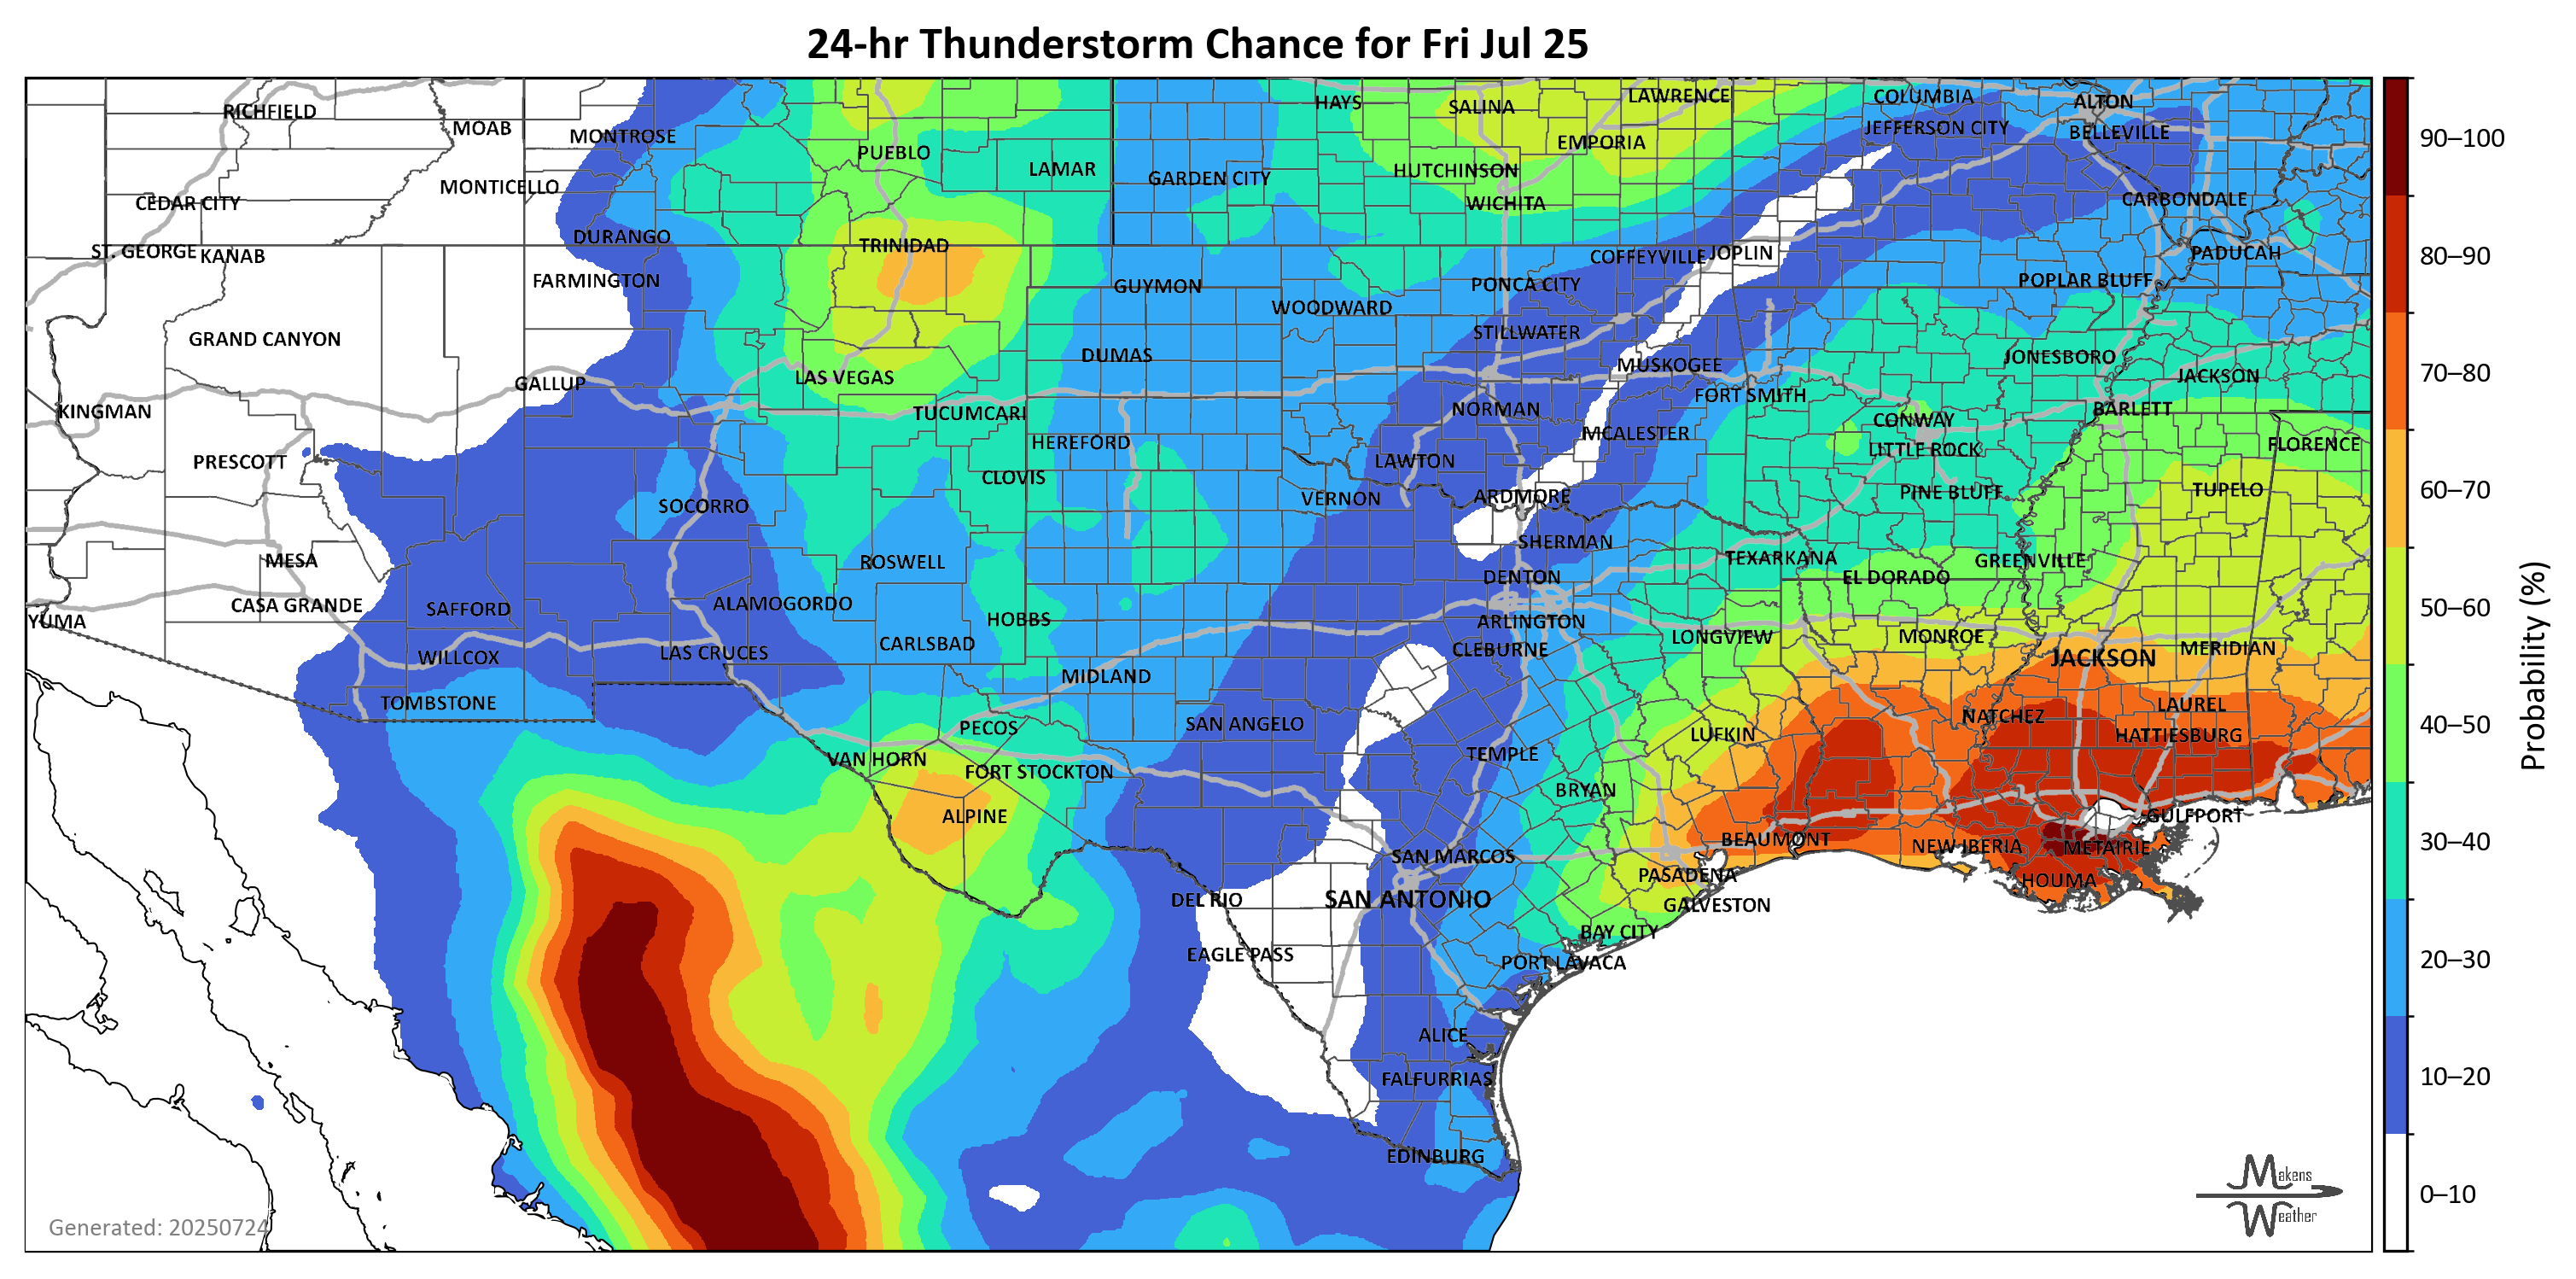 24-hr Thunderstorm Chance for Fri Jul 25
RICHFIELD
MOAB
MONTROSE
PUEBLO
LAMAR
HAYS
SALINA
LAWRENCE
COLUMBIA
ALTON
JEFFERSON CITY
BELLEVILLE
EMPORIA
HUTCHINSON
GARDEN CITY
MONTICELLO
CEDAR CITY
WICHITA
CARBONDALE
DURANGO
TRINIDAD
ST. GEORGE
KANAB
COFFEYVILLE
JOPLIN
PADUCAH
FARMINGTON
GUYMON
PONCA CITY
POPLAR BLUFF
WOODWARD
GRAND CANYON
STILLWATER
DUMAS
JONESBORO
MUSKOGEE
JACKSON
LAS VEGAS
GALLUP
FORT SMITH
KINGMAN
TUCUMCARI
NORMAN
BARLETT
CONWAY
HEREFORD
MCALESTER
FLORENCE
LITTLE ROCK
PRESCOTT
LAWTON
CLOVIS
TUPELO
PINE BLUFF
VERNON
ARDMORE
SOCORRO
SHERMAN
MESA
ROSWELL
TEXARKANA
GREENVILLE
DENTON
EL DORADO
CASA GRANDE
SAFFORD
ALAMOGORDO
YUMA
HOBBS
ARLINGTON
LONGVIEW
MONROE
CARLSBAD
CLEBURNE
MERIDIAN
WILLCOX
LAS CRUCES
JACKSON
MIDLAND
TOMBSTONE
LAUREL
NATCHEZ
PECOS
SAN ANGELO
LUFKIN
HATTIESBURG
TEMPLE
VAN HORN
FORT STOCKTON
BRYAN
ALPINE
GULFPORT
BEAUMONT
NEW IBERIA
METAIRIE
SAN MARCOS
PASADENA
HOUMA
DEL RIO
SAN ANTONIO
GALVESTON
BAY CITY
EAGLE PASS
PORT LAVACA
ALICE
FALFURRIAS
EDINBURG
Generated: 20250724
Makens
Weather
90–100
80–90
70–80
60–70
50–60
40–50
30–40
20–30
10–20
0–10
Probability (%)